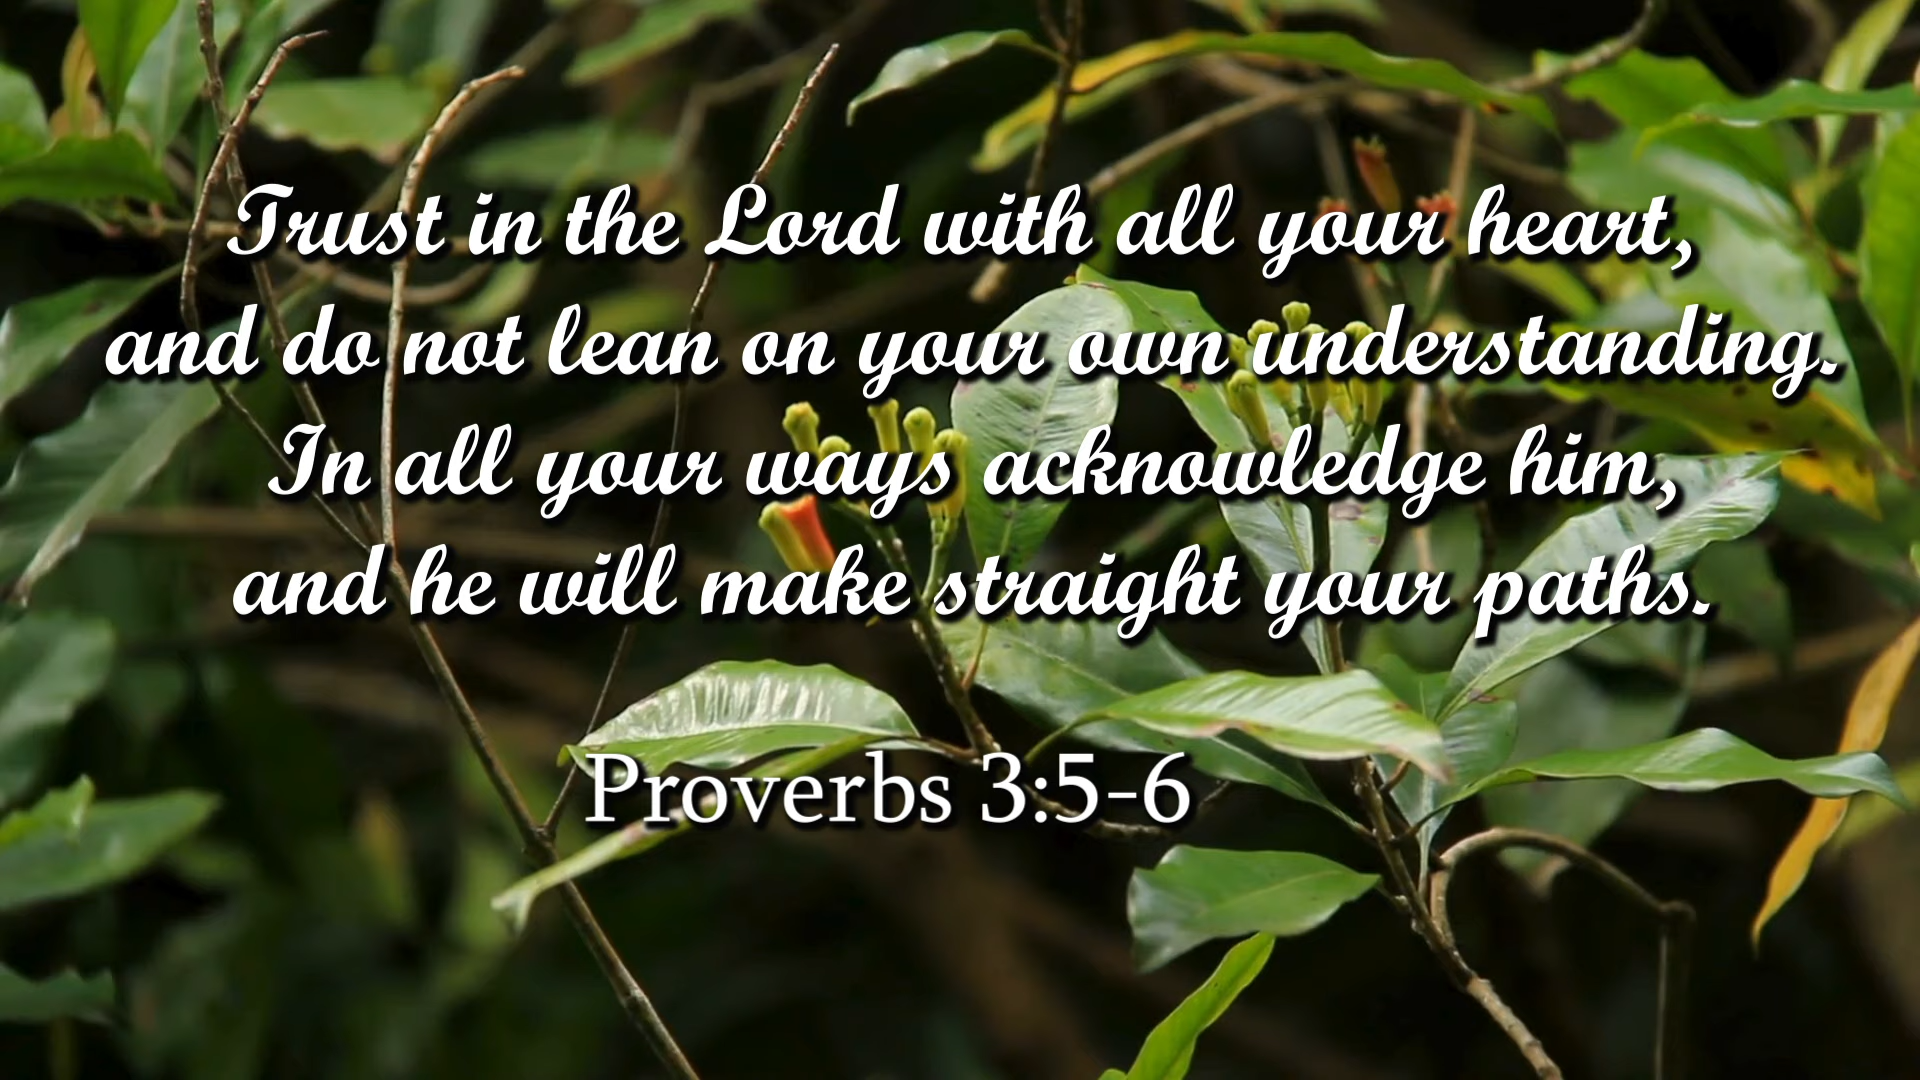 Trust in the Lord with all your heart,
and do not lean on your own understanding.
In all your ways acknowledge him,
and he will make straight your paths.
Proverbs 3:5-6